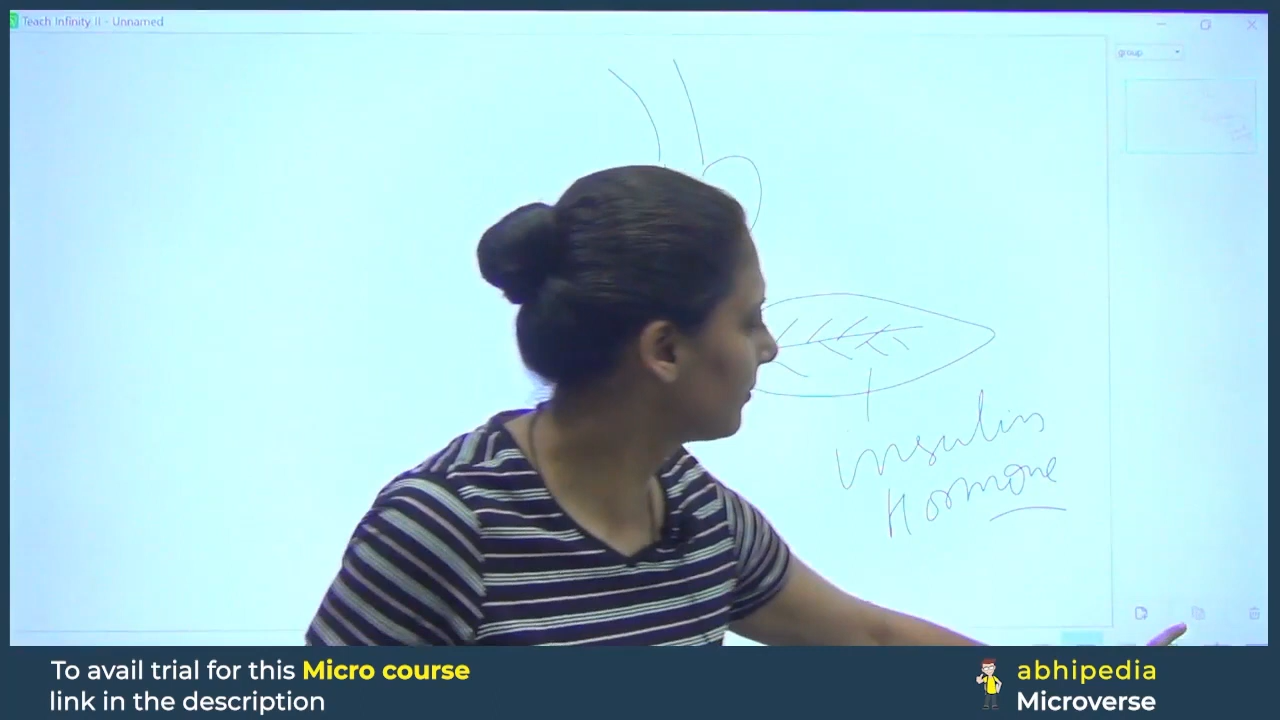 Teach Infinity II - Unnamed
group
insulin
Hormone
To avail trial for this Micro course
link in the description
abhipedia
Microverse